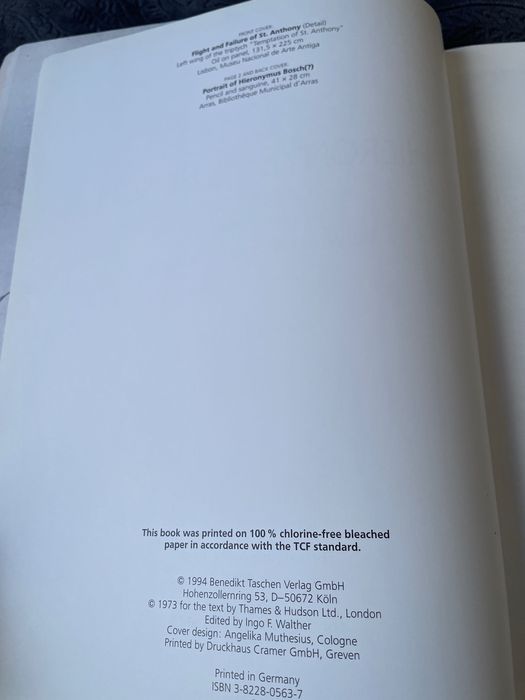 FRONT COVER:
Flight and Failure of St. Anthony (Detail)
Left wing of the triptych "Temptation of St. Anthony"
Oil on panel, 131,5 × 225 cm
Lisbon, Museu Nacional de Arte Antiga
PAGE 2 AND BACK COVER:
Portrait of Hieronymus Bosch(?)
Pencil and sanguine, 41 × 28 cm
Arras, Bibliothèque Municipal d'Arras
This book was printed on 100 % chlorine-free bleached
paper in accordance with the TCF standard.
© 1994 Benedikt Taschen Verlag GmbH
Hohenzollernring 53, D–50672 Köln
© 1973 for the text by Thames & Hudson Ltd., London
Edited by Ingo F. Walther
Cover design: Angelika Muthesius, Cologne
Printed by Druckhaus Cramer GmbH, Greven
Printed in Germany
ISBN 3-8228-0563-7